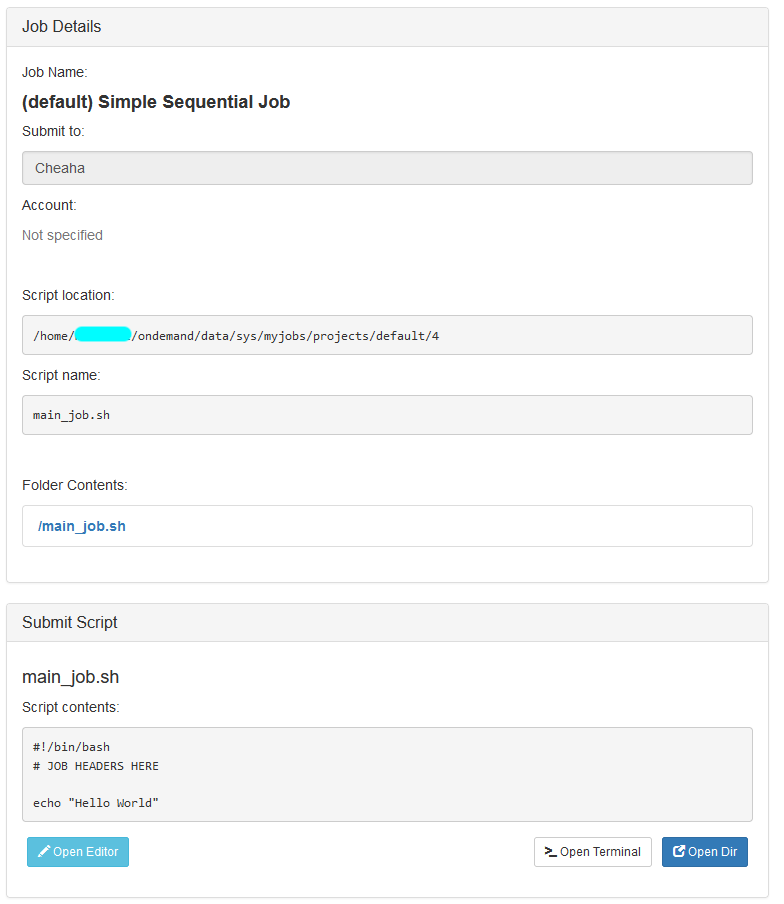 Job Details
Job Name:
(default) Simple Sequential Job
Submit to:
Cheaha
Account:
Not specified
Script location:
/home/ /ondemand/data/sys/myjobs/projects/default/4
Script name:
main_job.sh
Folder Contents:
/main_job.sh
Submit Script
main_job.sh
Script contents:
#!/bin/bash
# JOB HEADERS HERE
echo "Hello World"
Open Editor
Open Terminal
Open Dir